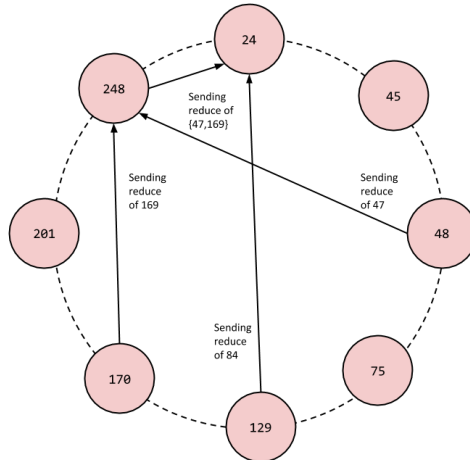 24
248
45
Sending
reduce of
{47,169}
Sending
reduce
of 169
Sending
reduce
of 47
201
48
Sending
reduce
of 84
170
75
129